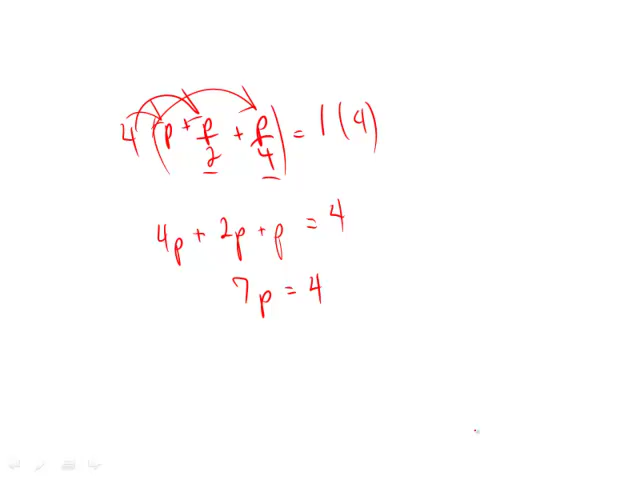 4(p + p/2 + p/4) = 1(4)
4p + 2p + p = 4
7p = 4